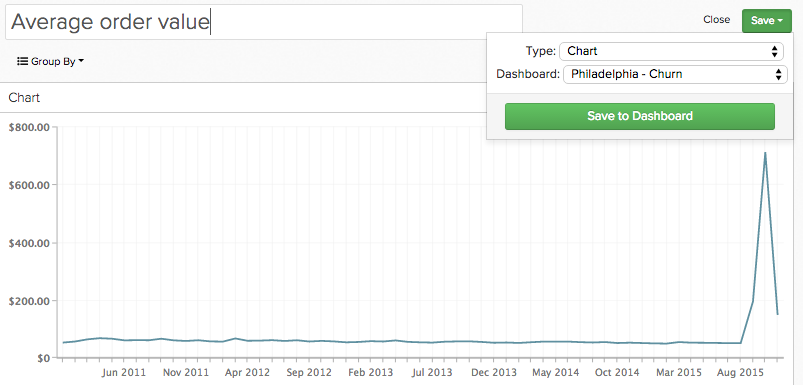 Average order value
Close
Save
Group By
Type: Chart
Dashboard: Philadelphia - Churn
Save to Dashboard
Chart
$800.00
$600.00
$400.00
$200.00
$0
Jun 2011 Nov 2011 Apr 2012 Sep 2012 Feb 2013 Jul 2013 Dec 2013 May 2014 Oct 2014 Mar 2015 Aug 2015